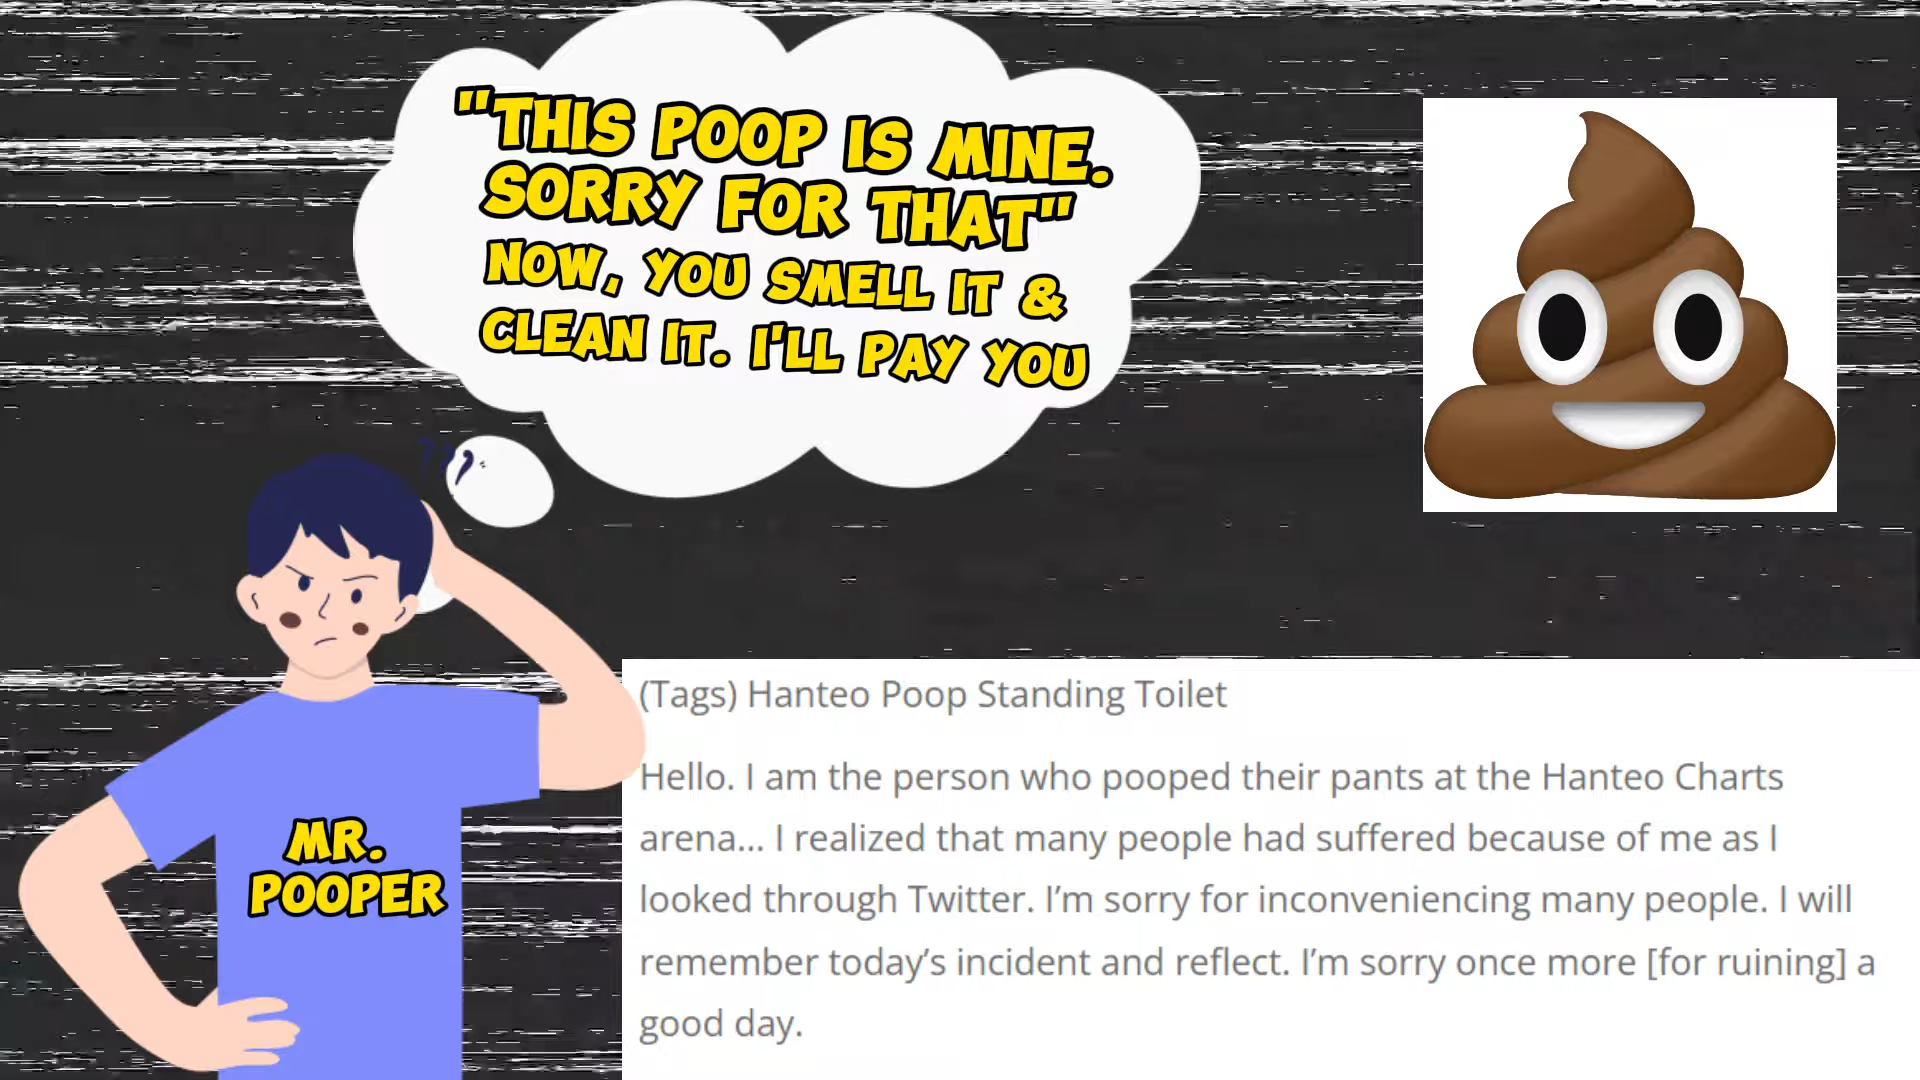 "THIS POOP IS MINE.
SORRY FOR THAT"
NOW, YOU SMELL IT &
CLEAN IT. I'LL PAY YOU
???
MR.
POOPER
(Tags) Hanteo Poop Standing Toilet
Hello. I am the person who pooped their pants at the Hanteo Charts
arena... I realized that many people had suffered because of me as I
looked through Twitter. I’m sorry for inconveniencing many people. I will
remember today’s incident and reflect. I’m sorry once more [for ruining] a
good day.